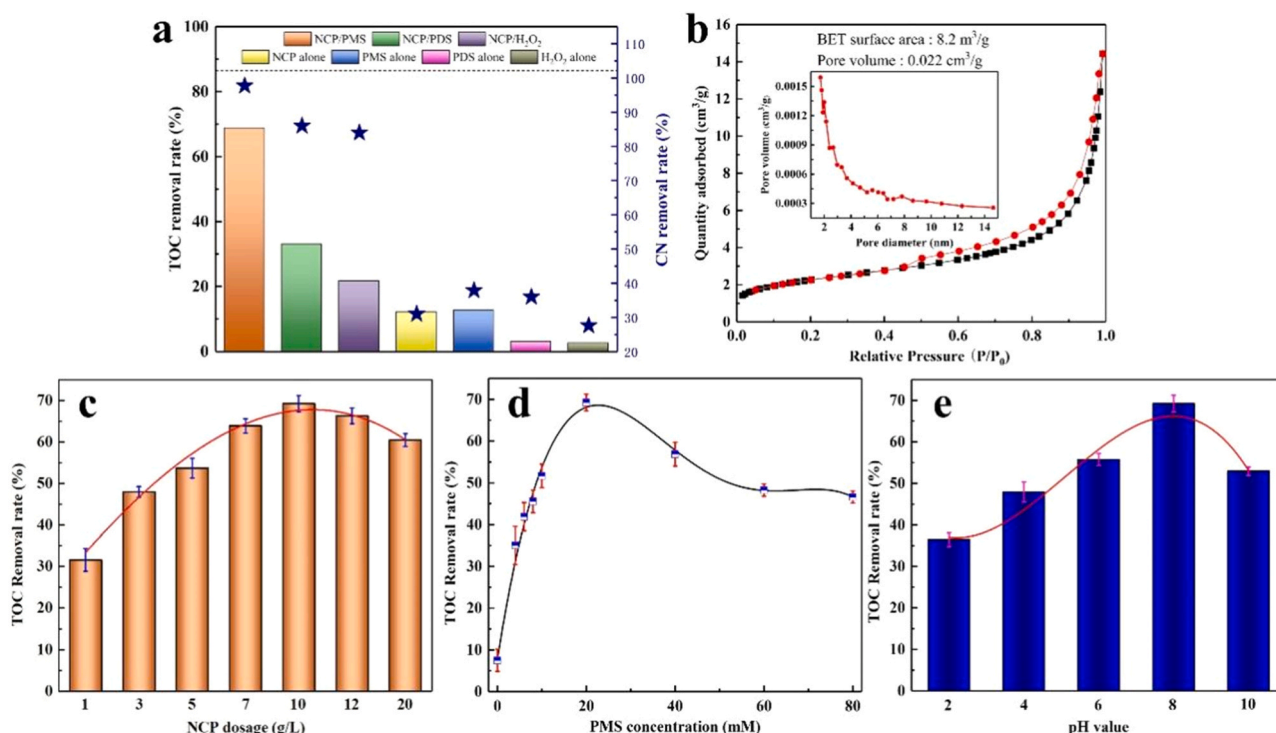 a
NCP/PMS NCP/PDS NCP/H2O2
NCP alone PMS alone PDS alone H2O2 alone
TOC removal rate (%)
100
80
60
40
20
0
CN removal rate (%)
110
100
90
80
70
60
50
40
30
20
b
BET surface area : 8.2 m3/g
Pore volume : 0.022 cm3/g
Quantity adsorbed (cm3/g)
16
14
12
10
8
6
4
2
0
0.0 0.2 0.4 0.6 0.8 1.0
Relative Pressure (P/P0)
Pore volume (cm3/g)
0.0015
0.0012
0.0009
0.0006
0.0003
2 4 6 8 10 12 14
Pore diameter (nm)
c
TOC Removal rate (%)
70
60
50
40
30
20
10
0
1 3 5 7 10 12 20
NCP dosage (g/L)
d
TOC Removal rate (%)
70
60
50
40
30
20
10
0
0 20 40 60 80
PMS concentration (mM)
e
TOC Removal rate (%)
70
60
50
40
30
20
10
0
2 4 6 8 10
pH value